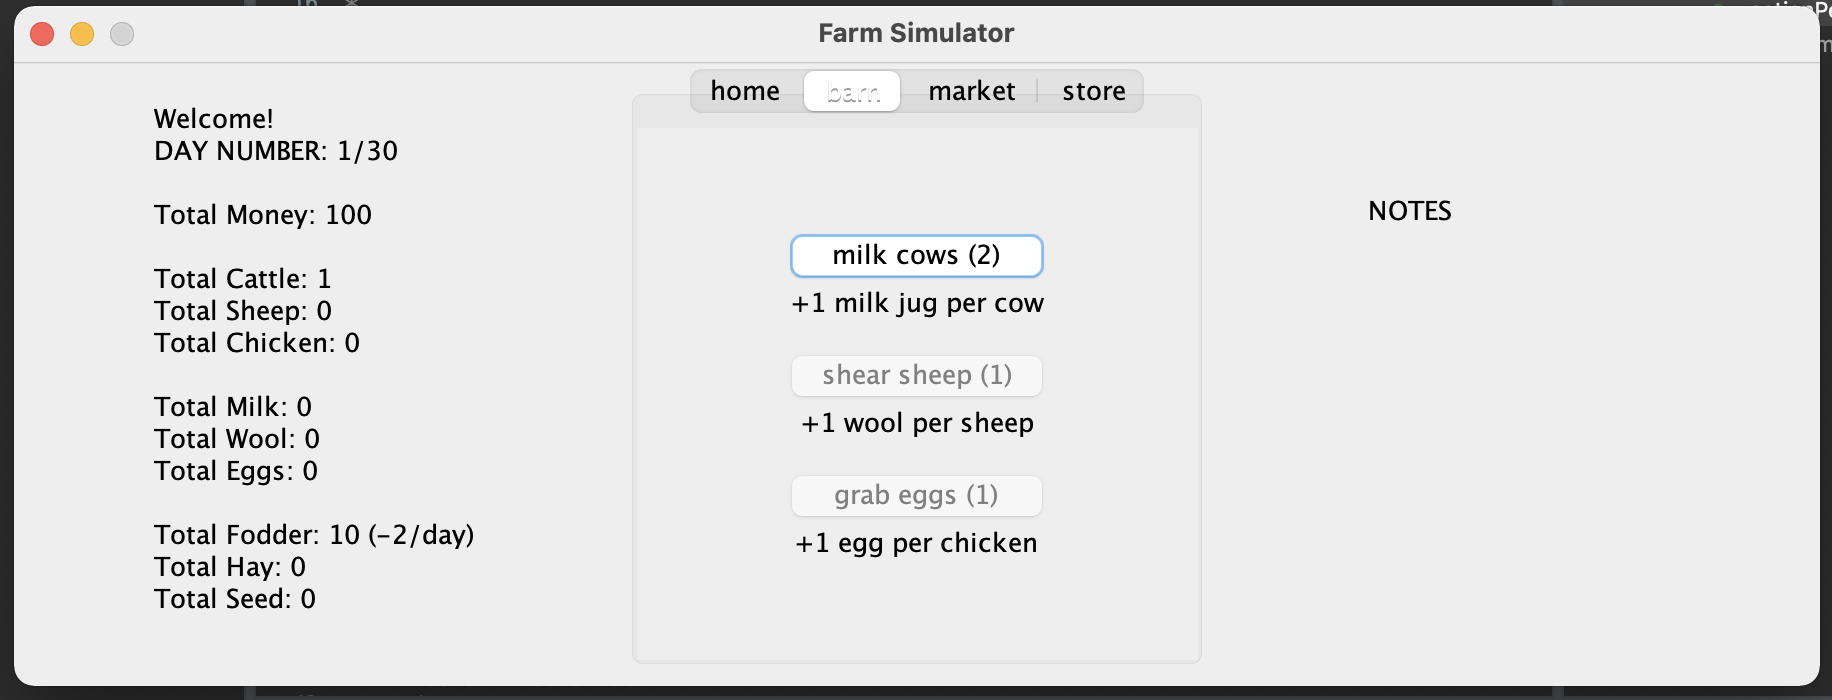 Farm Simulator
home barn market store
Welcome!
DAY NUMBER: 1/30
Total Money: 100
Total Cattle: 1
Total Sheep: 0
Total Chicken: 0
Total Milk: 0
Total Wool: 0
Total Eggs: 0
Total Fodder: 10 (-2/day)
Total Hay: 0
Total Seed: 0
milk cows (2)
+1 milk jug per cow
shear sheep (1)
+1 wool per sheep
grab eggs (1)
+1 egg per chicken
NOTES